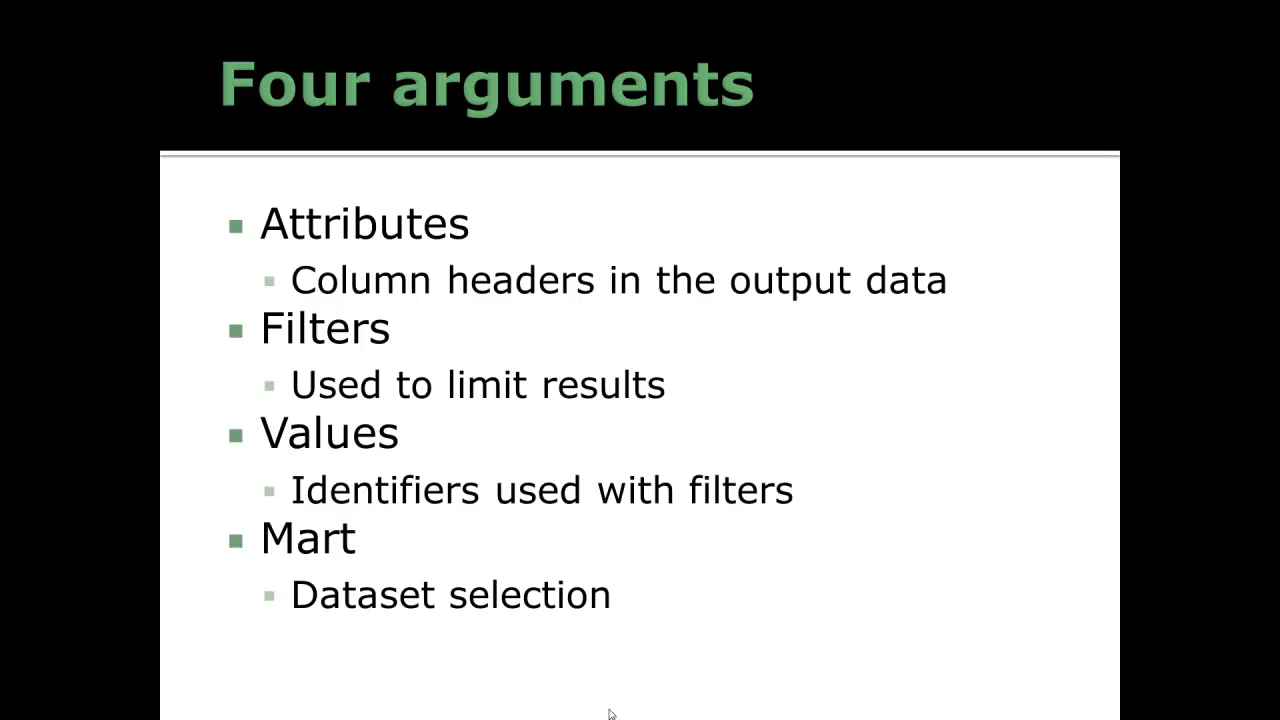 Four arguments
Attributes
Column headers in the output data
Filters
Used to limit results
Values
Identifiers used with filters
Mart
Dataset selection